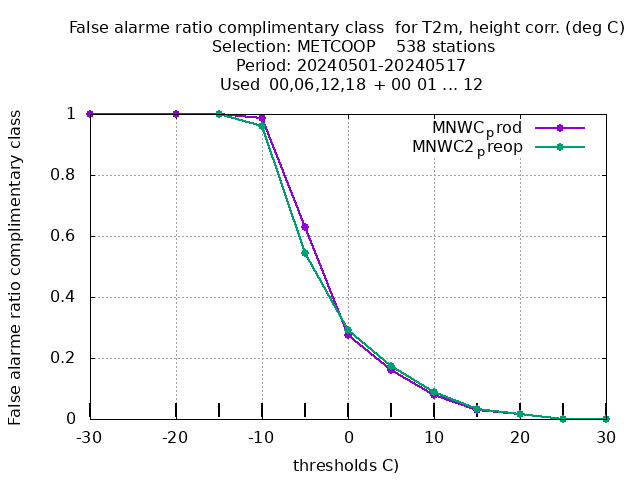 False alarme ratio complimentary class  for T2m, height corr. (deg C)
Selection: METCOOP    538 stations
Period: 20240501-20240517
Used 00,06,12,18 + 00 01 ... 12
False alarme ratio complimentary class
MNWCprod
MNWC2preop
1
0.8
0.6
0.4
0.2
0
-30 -20 -10 0 10 20 30
thresholds C)